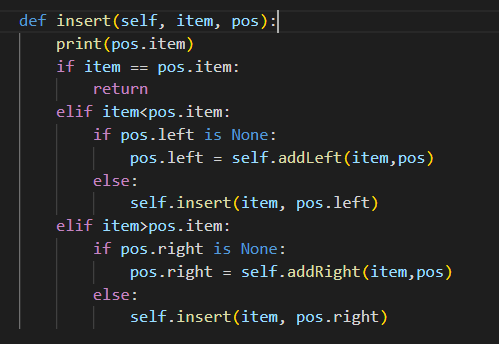 def insert(self, item, pos):
    print(pos.item)
    if item == pos.item:
        return
    elif item<pos.item:
        if pos.left is None:
            pos.left = self.addLeft(item,pos)
        else:
            self.insert(item, pos.left)
    elif item>pos.item:
        if pos.right is None:
            pos.right = self.addRight(item,pos)
        else:
            self.insert(item, pos.right)